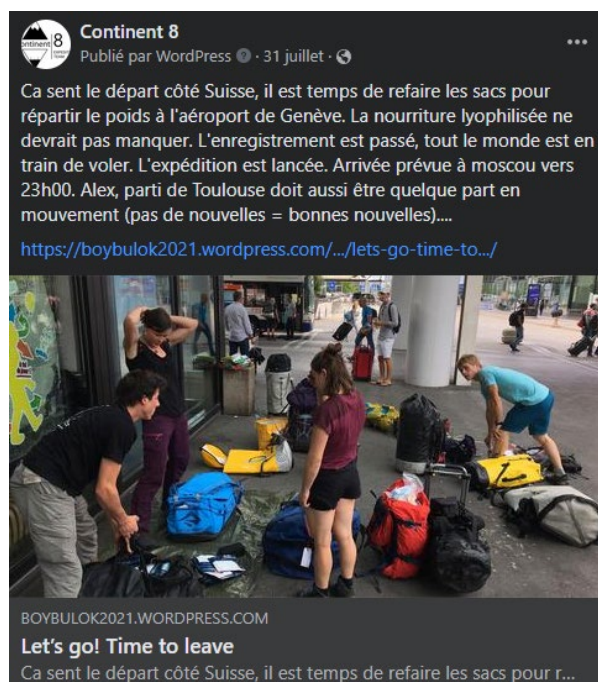 Continent 8
Publié par WordPress · 31 juillet ·
continent 8
Ca sent le départ côté Suisse, il est temps de refaire les sacs pour
répartir le poids à l'aéroport de Genève. La nourriture lyophilisée ne
devrait pas manquer. L'enregistrement est passé, tout le monde est en
train de voler. L'expédition est lancée. Arrivée prévue à moscou vers
23h00. Alex, parti de Toulouse doit aussi être quelque part en
mouvement (pas de nouvelles = bonnes nouvelles)....
https://boybulok2021.wordpress.com/.../lets-go-time-to.../
BOYBULOK2021.WORDPRESS.COM
Let's go! Time to leave
Ca sent le départ côté Suisse, il est temps de refaire les sacs pour r...